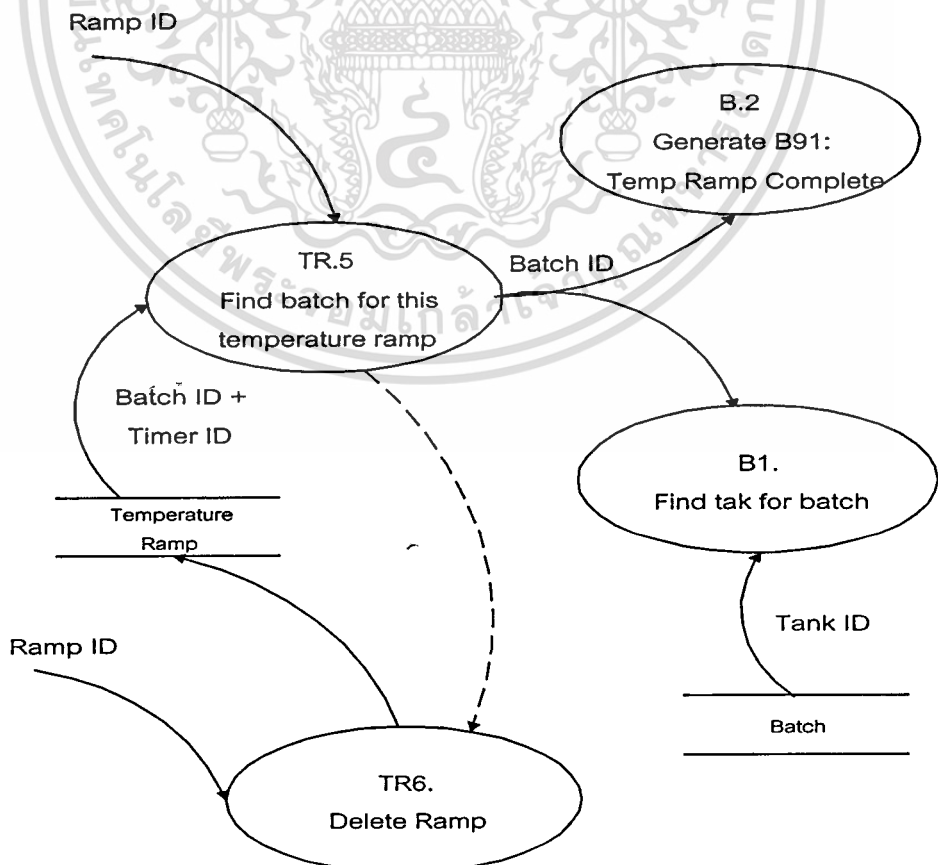 Ramp ID
B.2
Generate B91:
Temp Ramp Complete
TR.5
Find batch for this
temperature ramp
Batch ID
Batch ID +
Timer ID
B1.
Find tak for batch
Temperature
Ramp
Tank ID
Ramp ID
Batch
TR6.
Delete Ramp